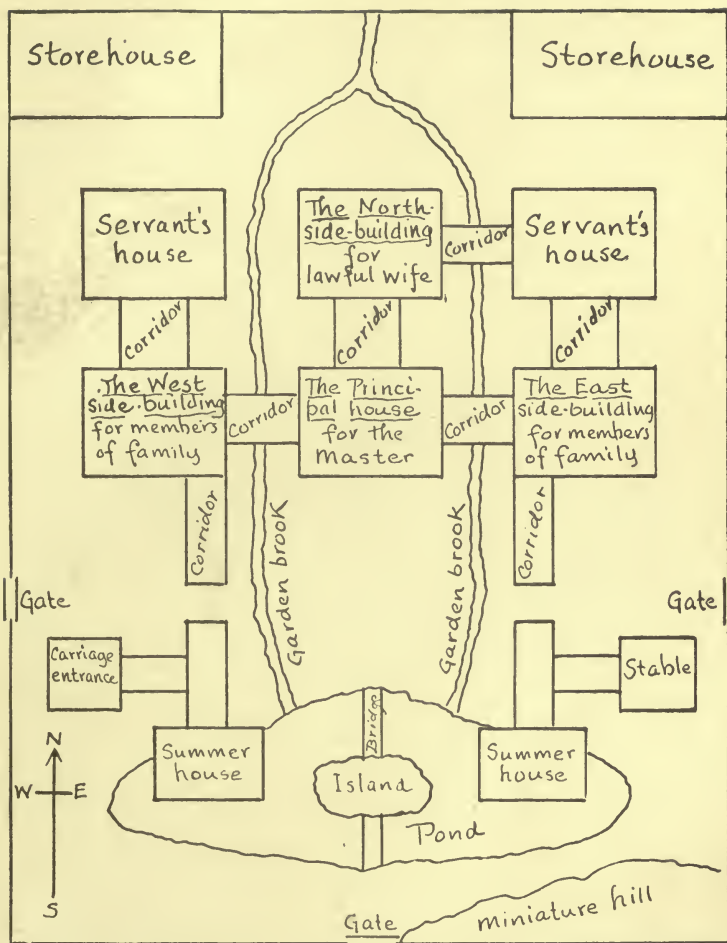 Storehouse
Storehouse
Servant's
house
The North-
side-building
for
lawful wife
Corridor
Servant's
house
Corridor
Corridor
Corridor
The West
side-building
for members
of family
Corridor
The Princi-
pal house
for the
Master
Corridor
The East
side-building
for members
of family
Corridor
Garden brook
Garden brook
Corridor
Gate
Gate
Carriage
entrance
Stable
Summer
house
Bridge
Summer
house
Island
Pond
N
W
E
S
Gate
miniature hill